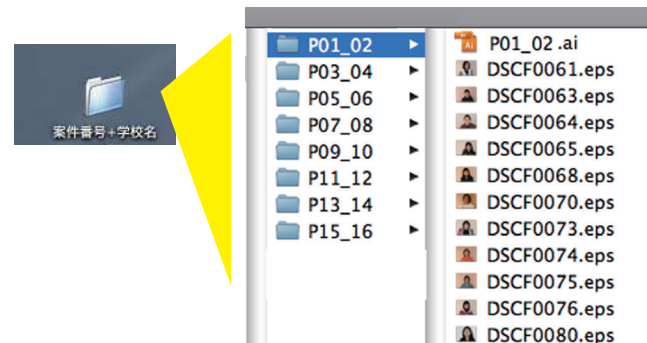 案件番号+学校名
P01_02
P03_04
P05_06
P07_08
P09_10
P11_12
P13_14
P15_16
P01_02 .ai
DSCF0061.eps
DSCF0063.eps
DSCF0064.eps
DSCF0065.eps
DSCF0068.eps
DSCF0070.eps
DSCF0073.eps
DSCF0074.eps
DSCF0075.eps
DSCF0076.eps
DSCF0080.eps